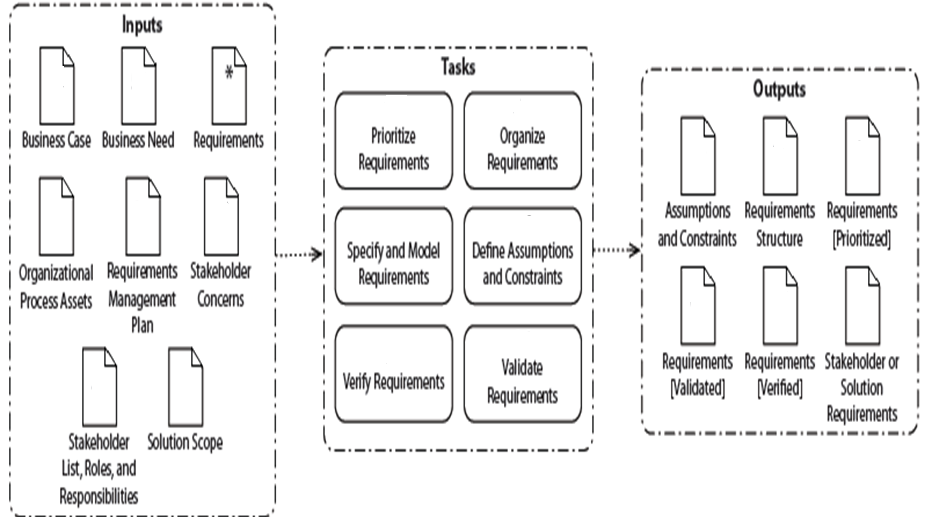 Inputs
*
Business Case
Business Need
Requirements
Organizational
Process Assets
Requirements
Management
Plan
Stakeholder
Concerns
Stakeholder
List, Roles, and
Responsibilities
Solution Scope
Tasks
Prioritize
Requirements
Organize
Requirements
Specify and Model
Requirements
Define Assumptions
and Constraints
Verify Requirements
Validate
Requirements
Outputs
Assumptions
and Constraints
Requirements
Structure
Requirements
[Prioritized]
Requirements
[Validated]
Requirements
[Verified]
Stakeholder or
Solution
Requirements